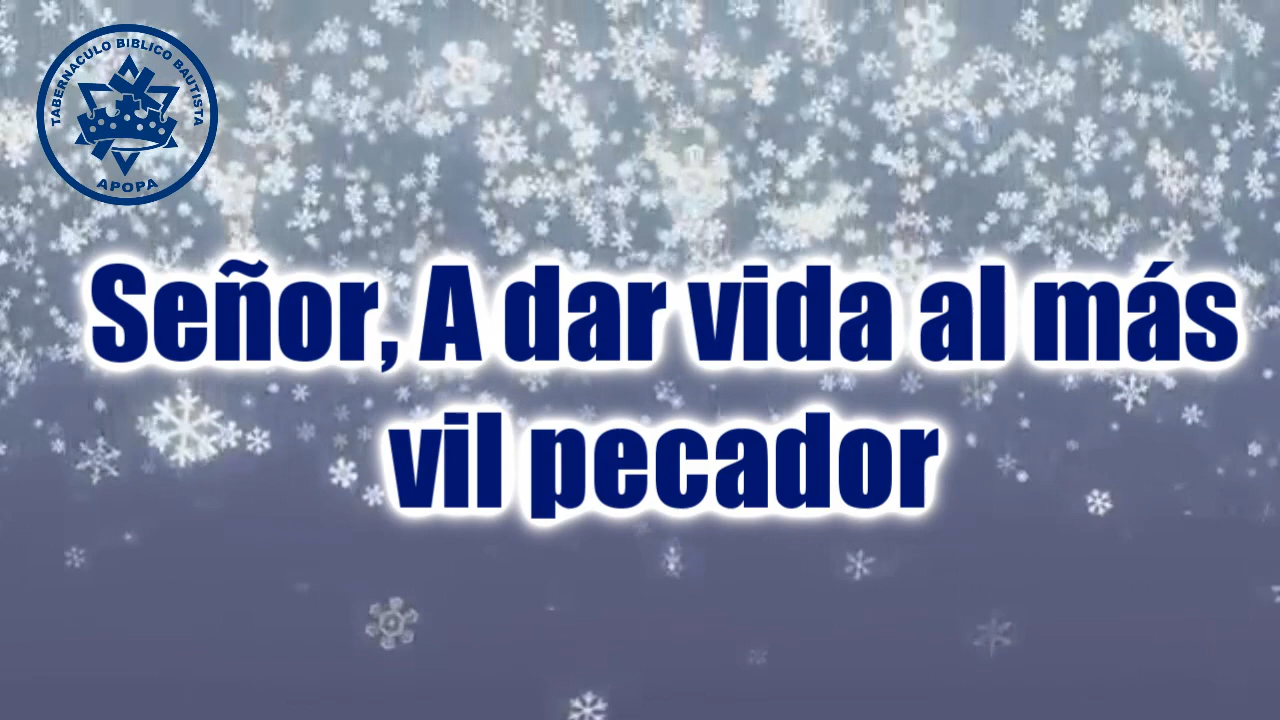 TABERNACULO BIBLICO BAUTISTA
APOPA
Señor, A dar vida al más
vil pecador